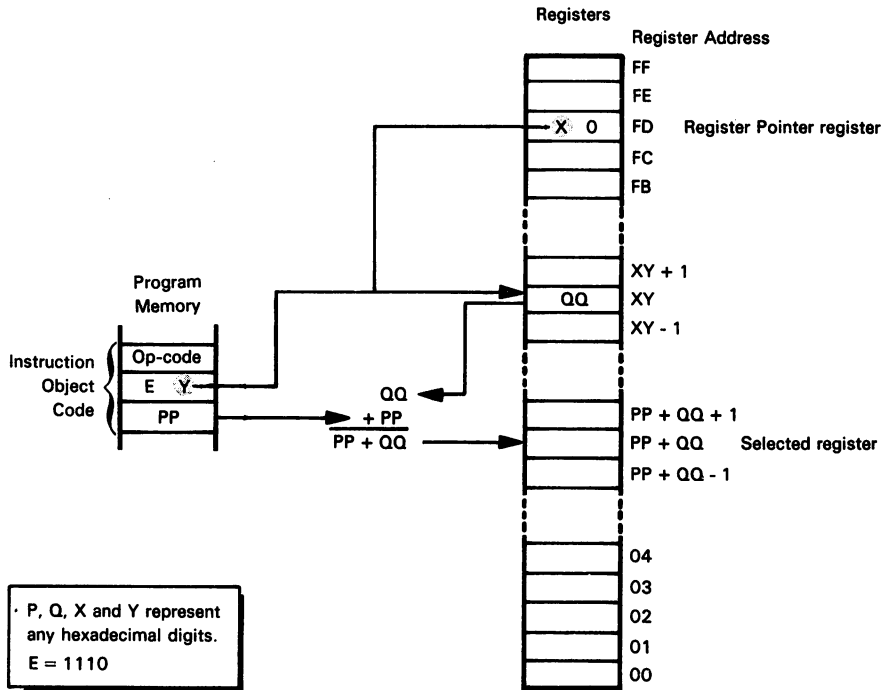 Registers
Register Address
FF
FE
X 0 FD Register Pointer register
FC
FB
XY + 1
QQ XY
XY - 1
Program
Memory
Instruction
Object
Code
Op-code
E Y
PP
QQ
+ PP
PP + QQ
PP + QQ + 1
PP + QQ Selected register
PP + QQ - 1
04
03
02
01
00
· P, Q, X and Y represent
any hexadecimal digits.
E = 1110